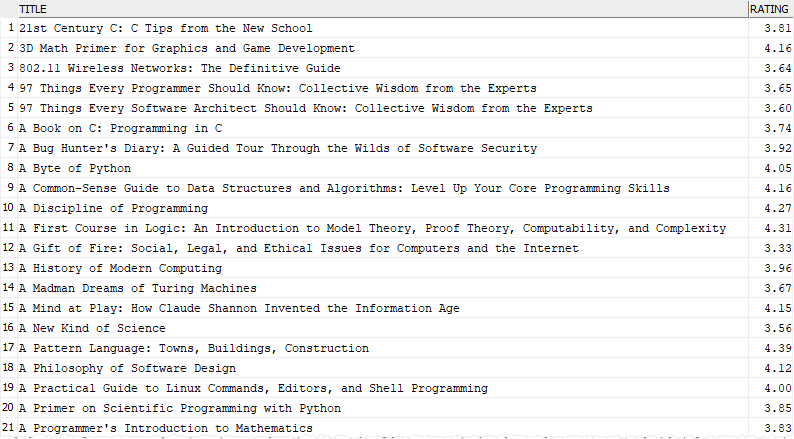 TITLE RATING
1 21st Century C: C Tips from the New School 3.81
2 3D Math Primer for Graphics and Game Development 4.16
3 802.11 Wireless Networks: The Definitive Guide 3.64
4 97 Things Every Programmer Should Know: Collective Wisdom from the Experts 3.65
5 97 Things Every Software Architect Should Know: Collective Wisdom from the Experts 3.60
6 A Book on C: Programming in C 3.74
7 A Bug Hunter's Diary: A Guided Tour Through the Wilds of Software Security 3.92
8 A Byte of Python 4.05
9 A Common-Sense Guide to Data Structures and Algorithms: Level Up Your Core Programming Skills 4.16
10 A Discipline of Programming 4.27
11 A First Course in Logic: An Introduction to Model Theory, Proof Theory, Computability, and Complexity 4.31
12 A Gift of Fire: Social, Legal, and Ethical Issues for Computers and the Internet 3.33
13 A History of Modern Computing 3.96
14 A Madman Dreams of Turing Machines 3.67
15 A Mind at Play: How Claude Shannon Invented the Information Age 4.15
16 A New Kind of Science 3.56
17 A Pattern Language: Towns, Buildings, Construction 4.39
18 A Philosophy of Software Design 4.12
19 A Practical Guide to Linux Commands, Editors, and Shell Programming 4.00
20 A Primer on Scientific Programming with Python 3.85
21 A Programmer's Introduction to Mathematics 3.83